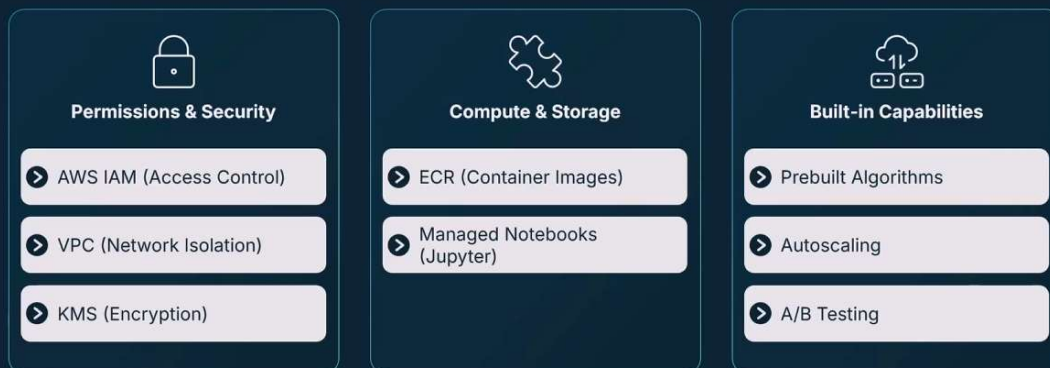 Permissions & Security
AWS IAM (Access Control)
VPC (Network Isolation)
KMS (Encryption)
Compute & Storage
ECR (Container Images)
Managed Notebooks
(Jupyter)
Built-in Capabilities
Prebuilt Algorithms
Autoscaling
A/B Testing